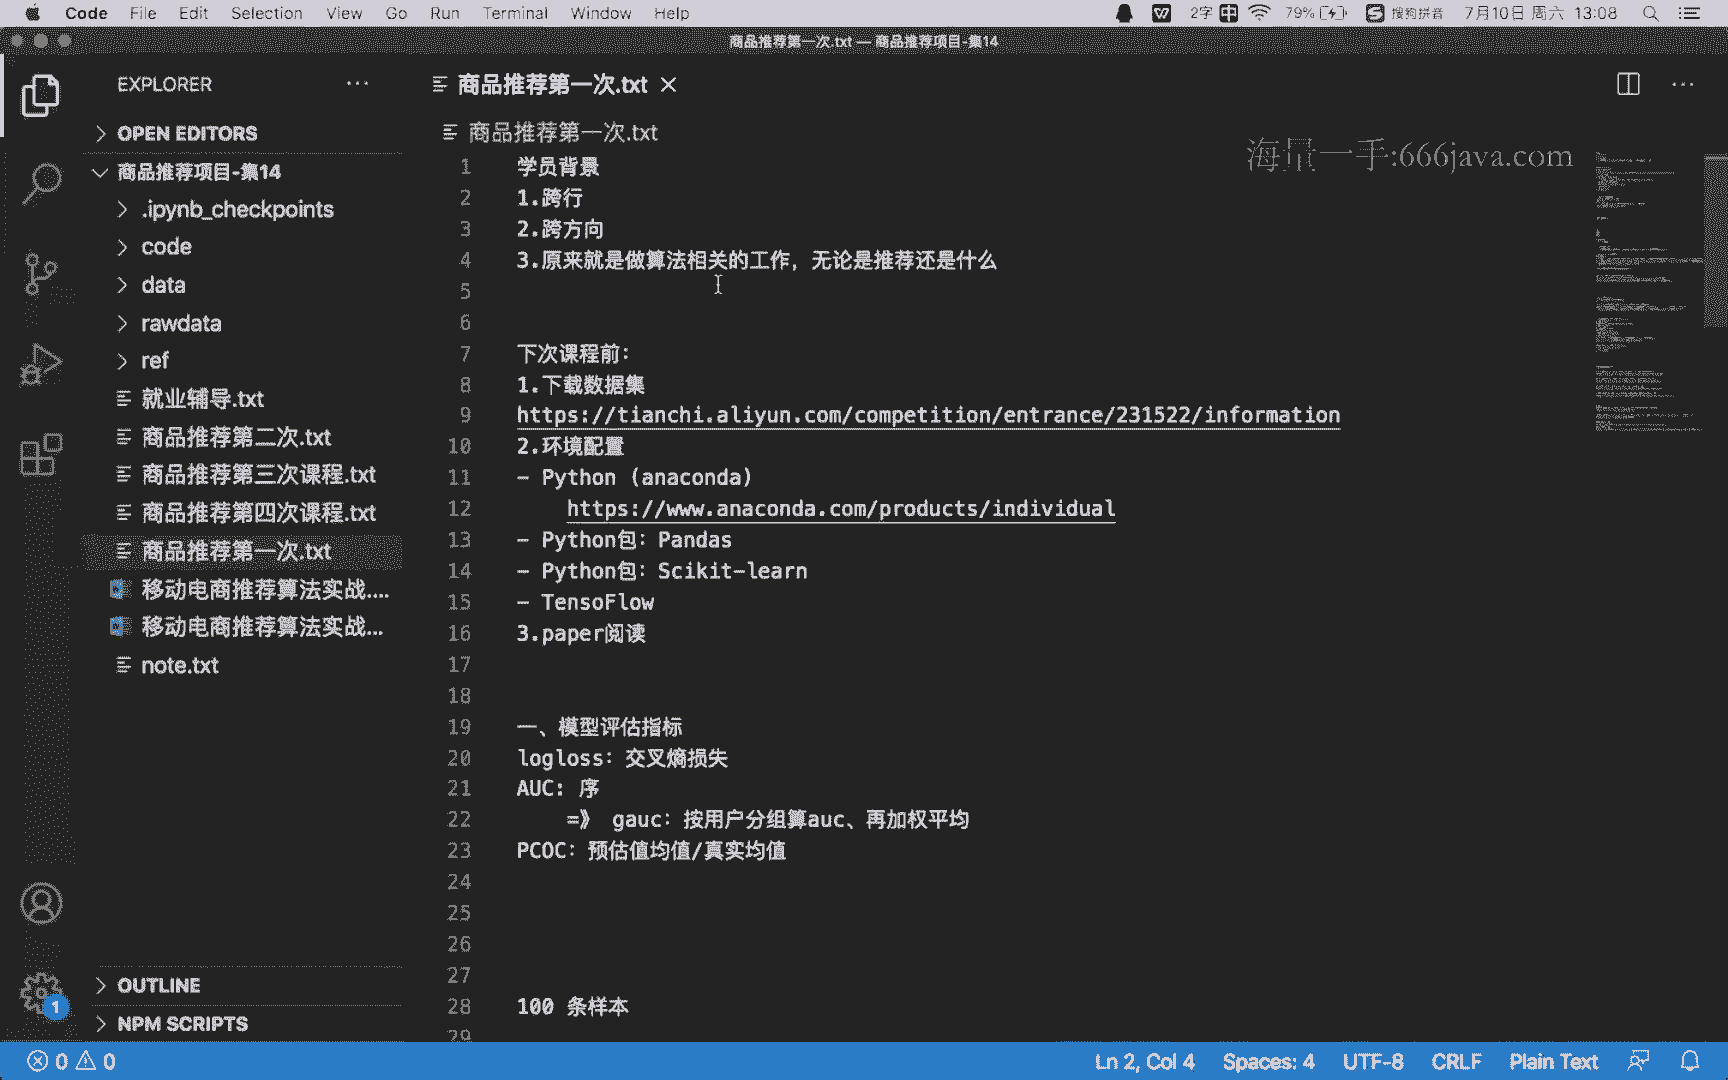 Code File Edit Selection View Go Run Terminal Window Help 2字 中 79% 搜狗拼音 7月10日 周六 13:08
商品推荐第一次.txt — 商品推荐项目-集14
EXPLORER
OPEN EDITORS
商品推荐项目-集14
.ipynb_checkpoints
code
data
rawdata
ref
就业辅导.txt
商品推荐第二次.txt
商品推荐第三次课程.txt
商品推荐第四次课程.txt
商品推荐第一次.txt
移动电商推荐算法实战....
移动电商推荐算法实战...
note.txt
OUTLINE
NPM SCRIPTS
商品推荐第一次.txt
商品推荐第一次.txt
海量一手:666java.com
1 学员背景
2 1.跨行
3 2.跨方向
4 3.原来就是做算法相关的工作，无论是推荐还是什么
5
6
7 下次课程前：
8 1.下载数据集
9 https://tianchi.aliyun.com/competition/entrance/231522/information
10 2.环境配置
11 - Python (anaconda)
12 https://www.anaconda.com/products/individual
13 - Python包：Pandas
14 - Python包：Scikit-learn
15 - TensoFlow
16 3.paper阅读
17
18
19 一、模型评估指标
20 logloss：交叉熵损失
21 AUC: 序
22 =》 gauc：按用户分组算auc、再加权平均
23 PCOC：预估值均值/真实均值
24
25
26
27
28 100 条样本
29
1
0 0
Ln 2, Col 4 Spaces: 4 UTF-8 CRLF Plain Text